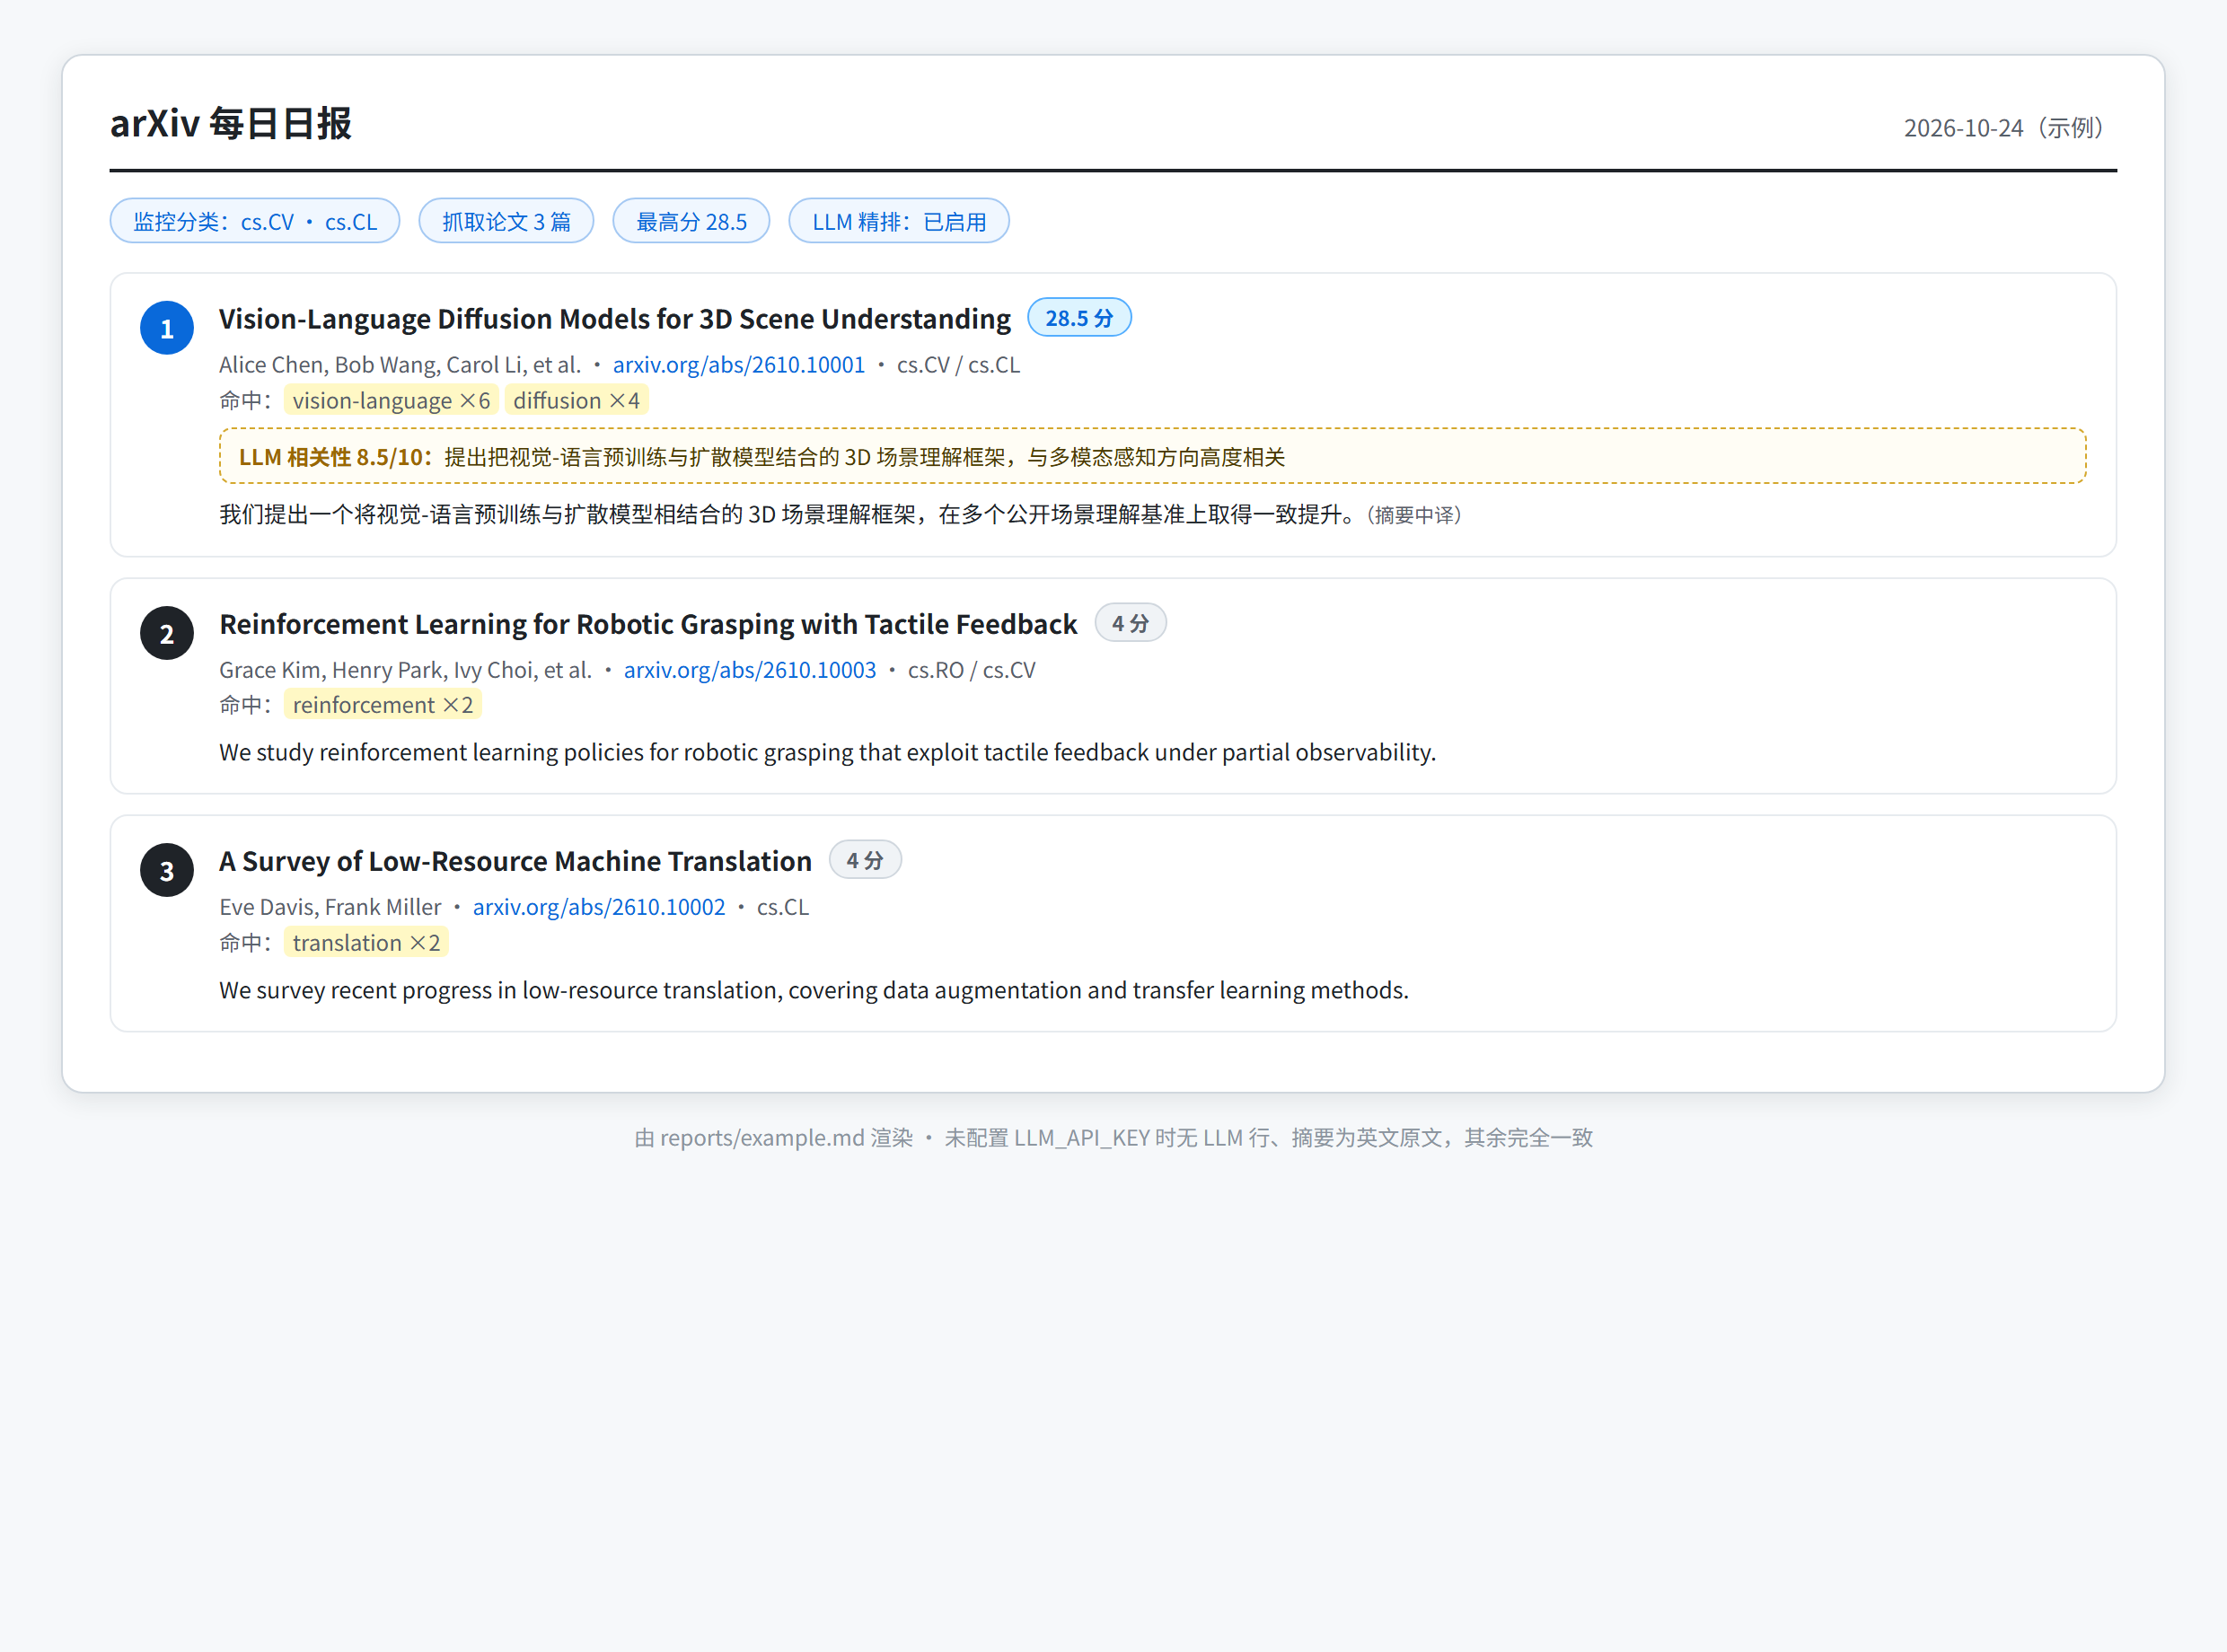 arXiv 每日日报
2026-10-24（示例）
监控分类：cs.CV · cs.CL
抓取论文 3 篇
最高分 28.5
LLM 精排：已启用
1
Vision-Language Diffusion Models for 3D Scene Understanding 28.5 分
Alice Chen, Bob Wang, Carol Li, et al. · arxiv.org/abs/2610.10001 · cs.CV / cs.CL
命中： vision-language ×6 diffusion ×4
LLM 相关性 8.5/10：提出把视觉-语言预训练与扩散模型结合的 3D 场景理解框架，与多模态感知方向高度相关
我们提出一个将视觉-语言预训练与扩散模型相结合的 3D 场景理解框架，在多个公开场景理解基准上取得一致提升。（摘要中译）
2
Reinforcement Learning for Robotic Grasping with Tactile Feedback 4 分
Grace Kim, Henry Park, Ivy Choi, et al. · arxiv.org/abs/2610.10003 · cs.RO / cs.CV
命中： reinforcement ×2
We study reinforcement learning policies for robotic grasping that exploit tactile feedback under partial observability.
3
A Survey of Low-Resource Machine Translation 4 分
Eve Davis, Frank Miller · arxiv.org/abs/2610.10002 · cs.CL
命中： translation ×2
We survey recent progress in low-resource translation, covering data augmentation and transfer learning methods.
由 reports/example.md 渲染 · 未配置 LLM_API_KEY 时无 LLM 行、摘要为英文原文，其余完全一致